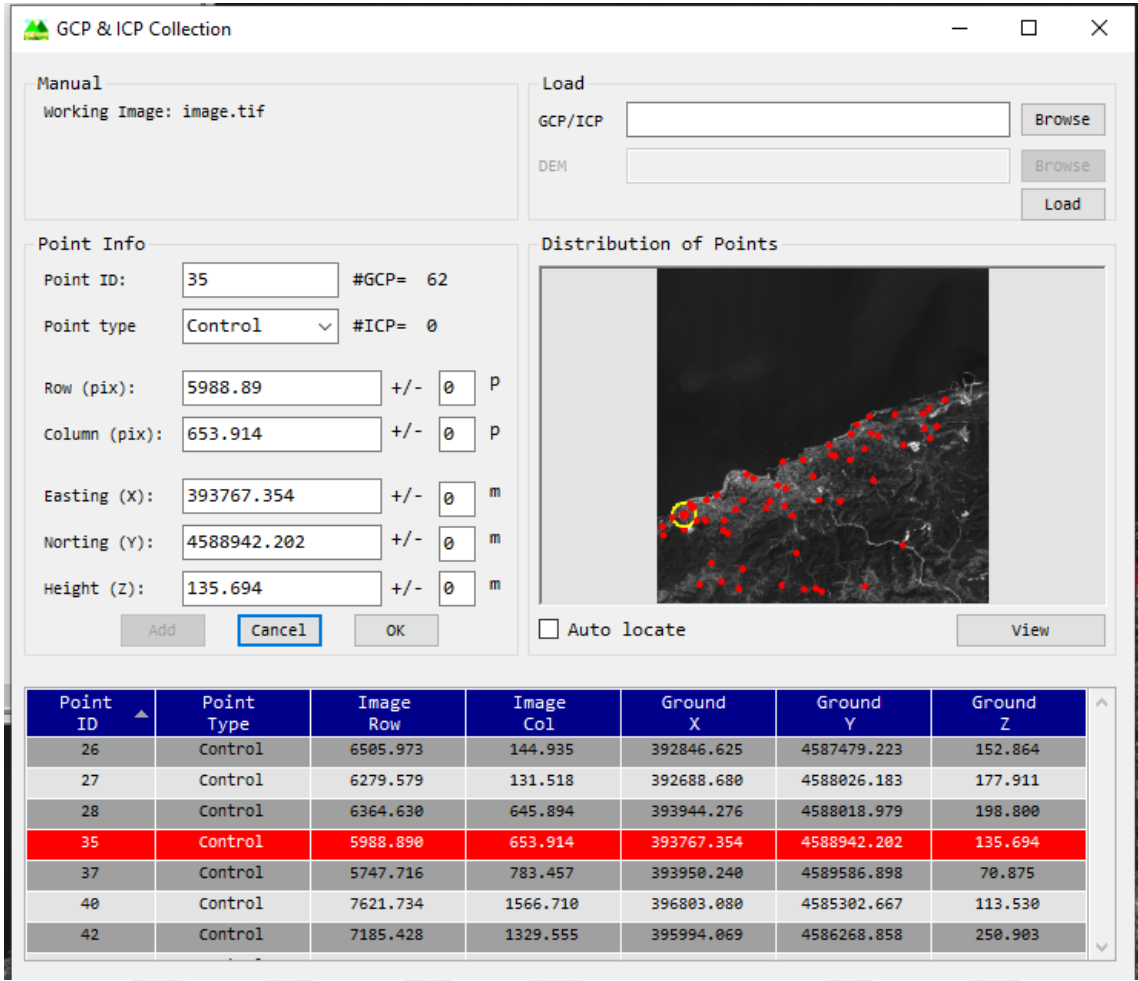 GCP & ICP Collection
Manual
Working Image: image.tif
Load
GCP/ICP
Browse
DEM
Browse
Load
Point Info
Point ID: 35 #GCP= 62
Point type Control #ICP= 0
Row (pix): 5988.89 +/- 0 p
Column (pix): 653.914 +/- 0 p
Easting (X): 393767.354 +/- 0 m
Norting (Y): 4588942.202 +/- 0 m
Height (Z): 135.694 +/- 0 m
Add Cancel OK
Distribution of Points
Auto locate View
Point ID Point Type Image Row Image Col Ground X Ground Y Ground Z
26 Control 6505.973 144.935 392846.625 4587479.223 152.864
27 Control 6279.579 131.518 392688.680 4588026.183 177.911
28 Control 6364.630 645.894 393944.276 4588018.979 198.800
35 Control 5988.890 653.914 393767.354 4588942.202 135.694
37 Control 5747.716 783.457 393950.240 4589586.898 70.875
40 Control 7621.734 1566.710 396803.080 4585302.667 113.530
42 Control 7185.428 1329.555 395994.069 4586268.858 250.903